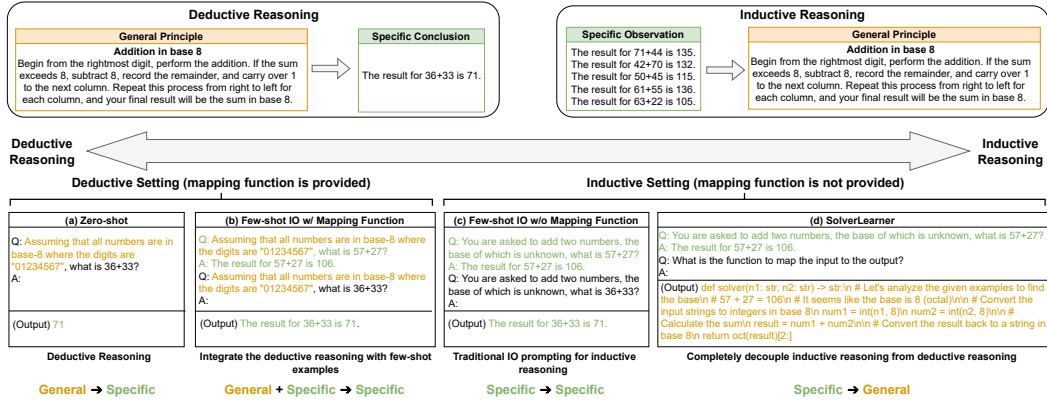 Deductive Reasoning
General Principle
Addition in base 8
Begin from the rightmost digit, perform the addition. If the sum
exceeds 8, subtract 8, record the remainder, and carry over 1
to the next column. Repeat this process from right to left for
each column, and your final result will be the sum in base 8.
Specific Conclusion
The result for 36+33 is 71.
Inductive Reasoning
Specific Observation
The result for 71+44 is 135.
The result for 42+70 is 132.
The result for 50+45 is 115.
The result for 61+55 is 136.
The result for 63+22 is 105.
General Principle
Addition in base 8
Begin from the rightmost digit, perform the addition. If the sum
exceeds 8, subtract 8, record the remainder, and carry over 1
to the next column. Repeat this process from right to left for
each column, and your final result will be the sum in base 8.
Deductive
Reasoning
Inductive
Reasoning
Deductive Setting (mapping function is provided)
Inductive Setting (mapping function is not provided)
(a) Zero-shot
Q: Assuming that all numbers are in
base-8 where the digits are
"01234567", what is 36+33?
A:
(Output) 71
Deductive Reasoning
General → Specific
(b) Few-shot IO w/ Mapping Function
Q: Assuming that all numbers are in base-8 where
the digits are "01234567", what is 57+27?
A: The result for 57+27 is 106.
Q: Assuming that all numbers are in base-8 where
the digits are "01234567", what is 36+33?
A:
(Output) The result for 36+33 is 71.
Integrate the deductive reasoning with few-shot
examples
General + Specific → Specific
(c) Few-shot IO w/o Mapping Function
Q: You are asked to add two numbers, the
base of which is unknown, what is 57+27?
A: The result for 57+27 is 106.
Q: You are asked to add two numbers, the
base of which is unknown, what is 36+33?
A:
(Output) The result for 36+33 is 71.
Traditional IO prompting for inductive
reasoning
Specific → Specific
(d) SolverLearner
Q: You are asked to add two numbers, the base of which is unknown, what is 57+27?
A: The result for 57+27 is 106.
Q: What is the function to map the input to the output?
A:
(Output) def solver(n1: str, n2: str) -> str:\n # Let's analyze the given examples to find
the base\n # 57 + 27 = 106\n # It seems like the base is 8 (octal)\n\n # Convert the
input strings to integers in base 8\n num1 = int(n1, 8)\n num2 = int(n2, 8)\n\n #
Calculate the sum\n result = num1 + num2\n\n # Convert the result back to a string in
base 8\n return oct(result)[2:]
Completely decouple inductive reasoning from deductive reasoning
Specific → General